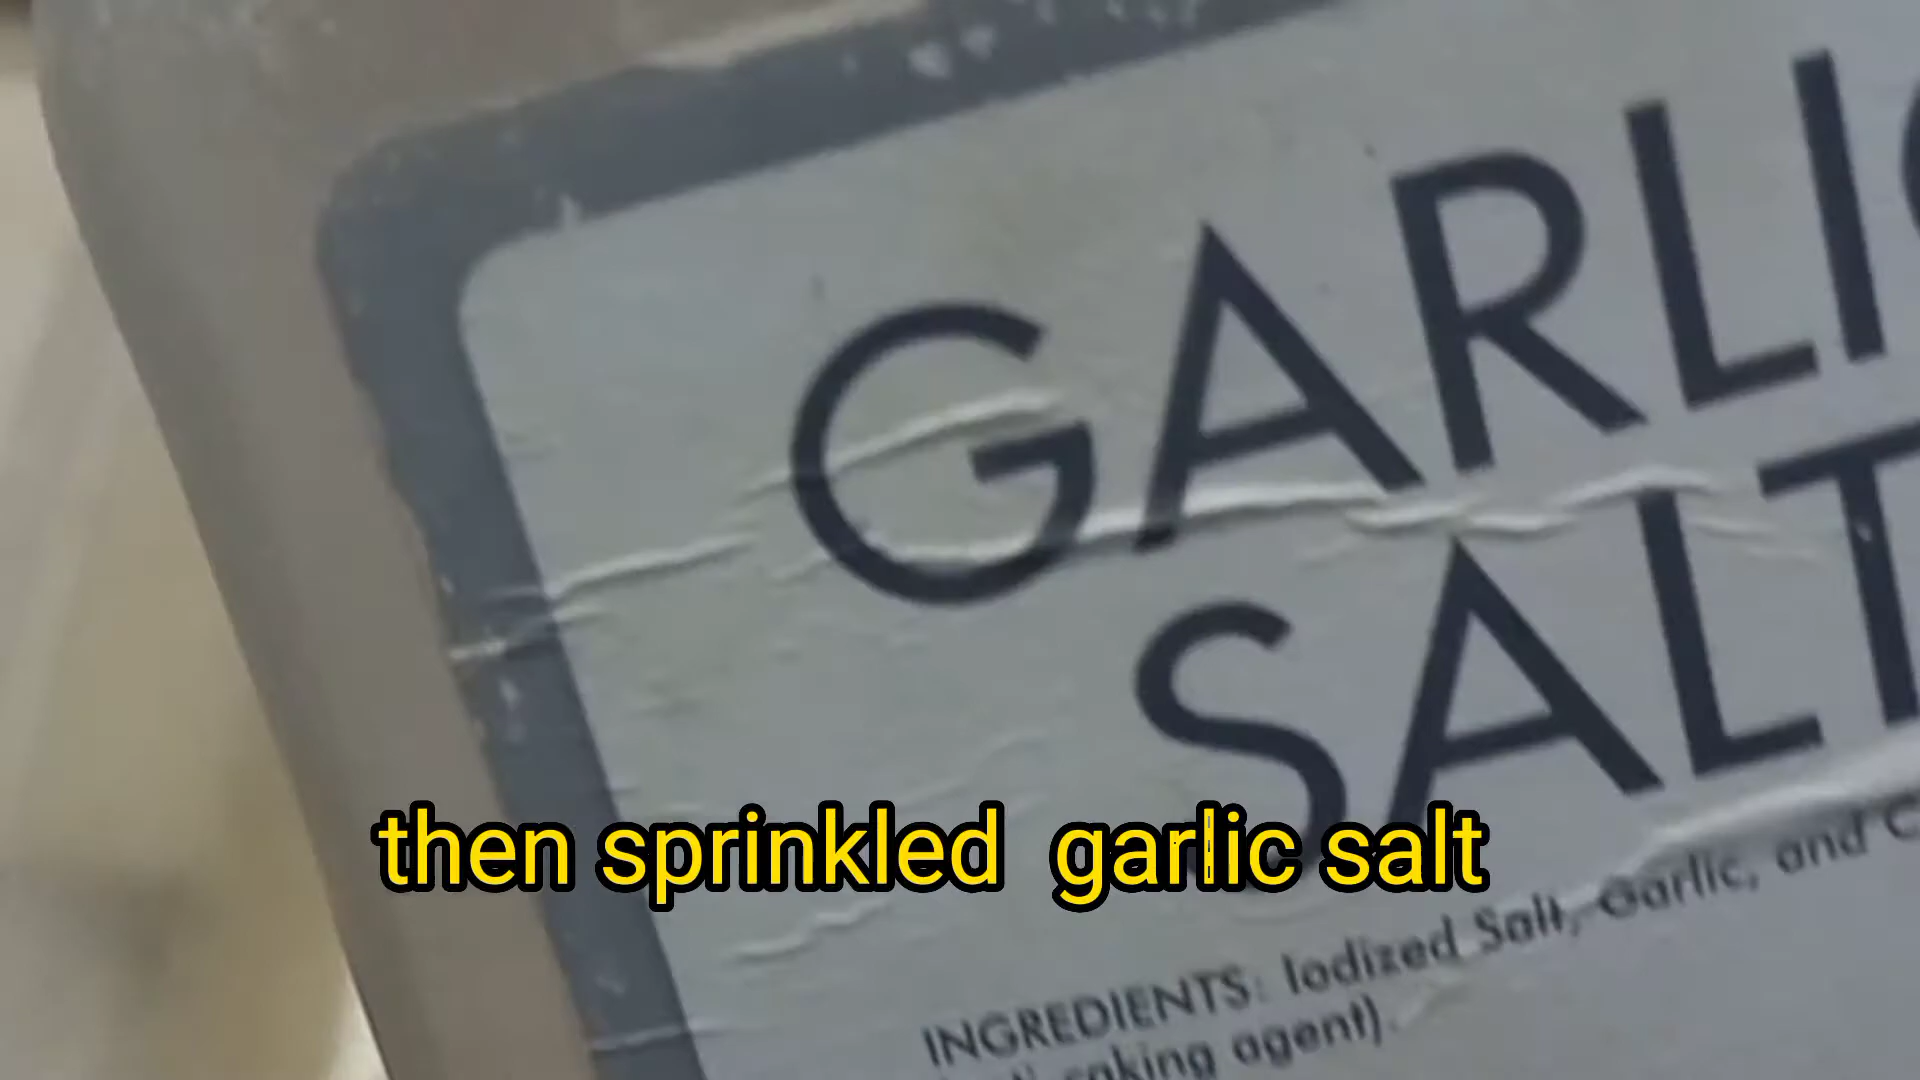 GARLIC
SALT
then sprinkled garlic salt
INGREDIENTS: Iodized Salt, Garlic, and
agent).